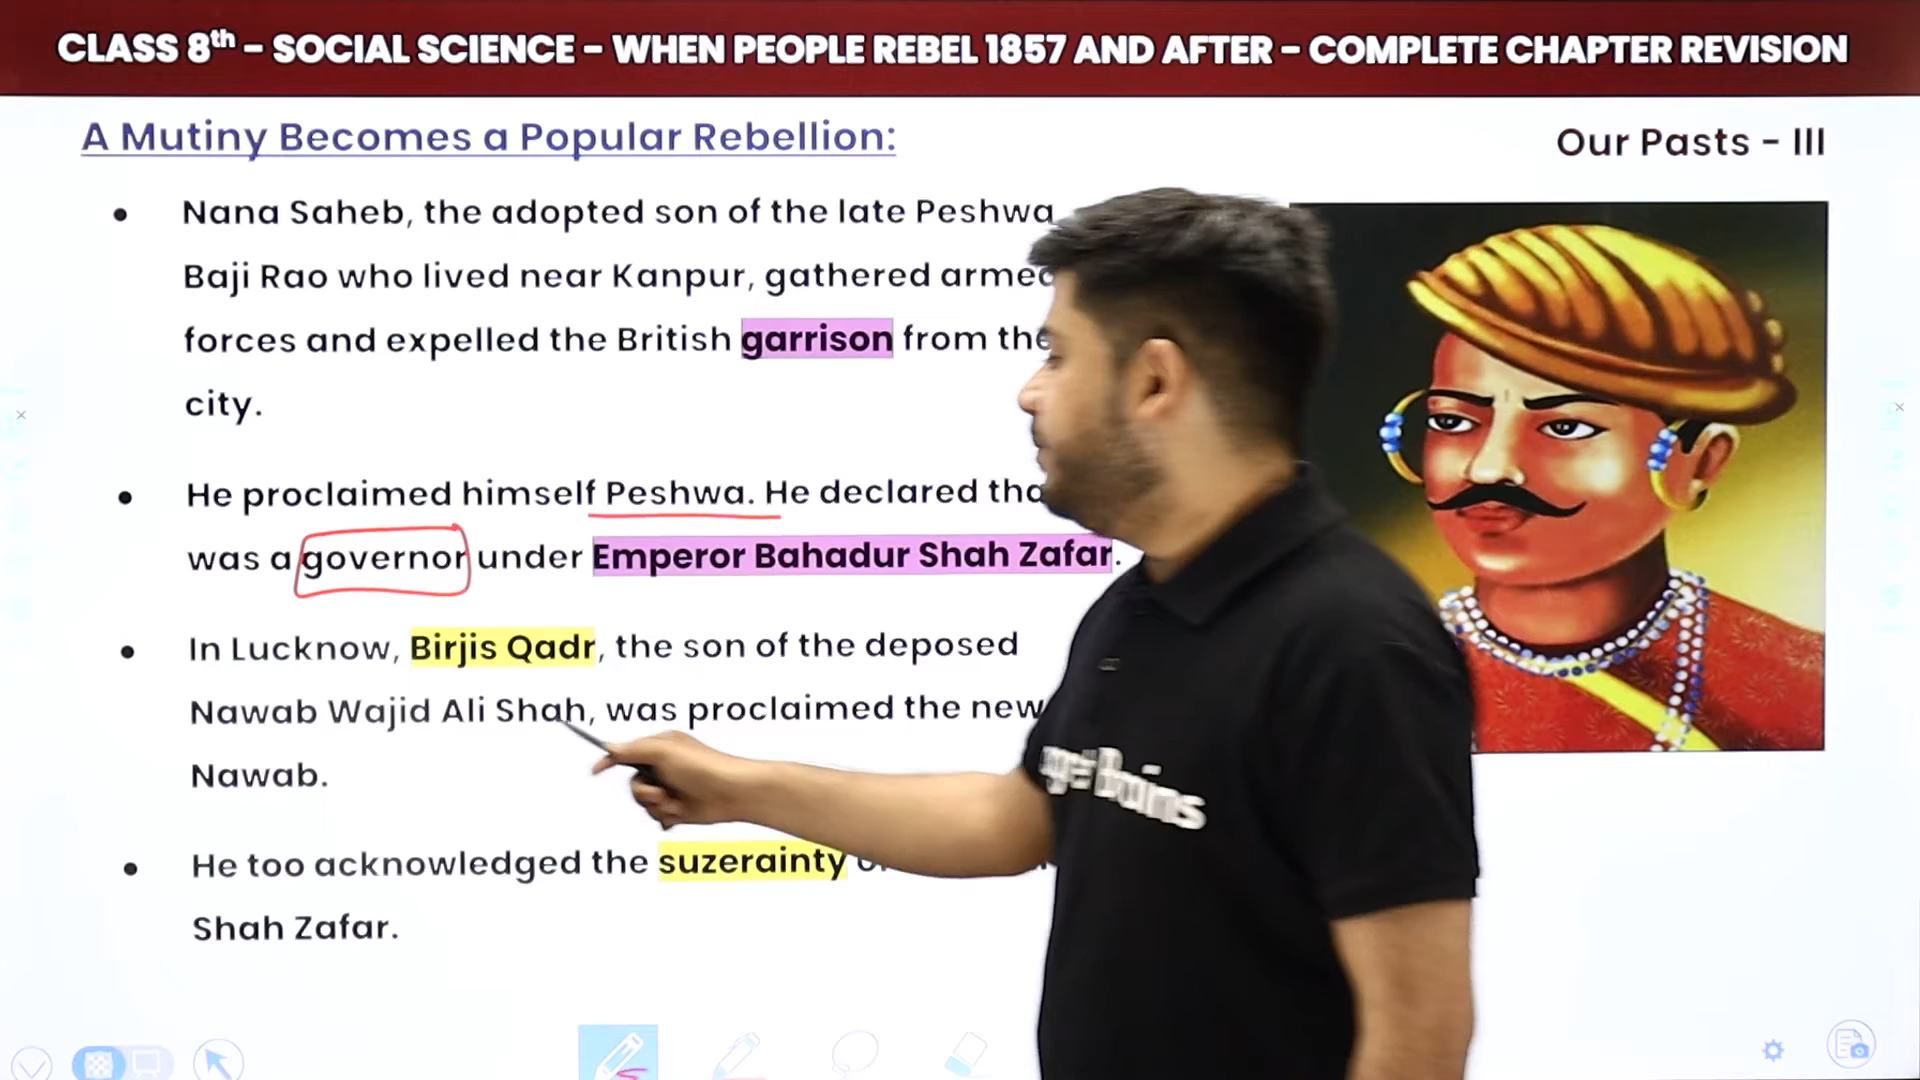 CLASS 8th – SOCIAL SCIENCE – WHEN PEOPLE REBEL 1857 AND AFTER – COMPLETE CHAPTER REVISION
A Mutiny Becomes a Popular Rebellion:
Our Pasts - III
• Nana Saheb, the adopted son of the late Peshwa
Baji Rao who lived near Kanpur, gathered armed
forces and expelled the British garrison from the
city.
• He proclaimed himself Peshwa. He declared
was a governor under Emperor Bahadur Shah Zafar.
• In Lucknow, Birjis Qadr, the son of the deposed
Nawab Wajid Ali Shah, was proclaimed the new
Nawab.
• He too acknowledged the suzerainty
Shah Zafar.
Brains